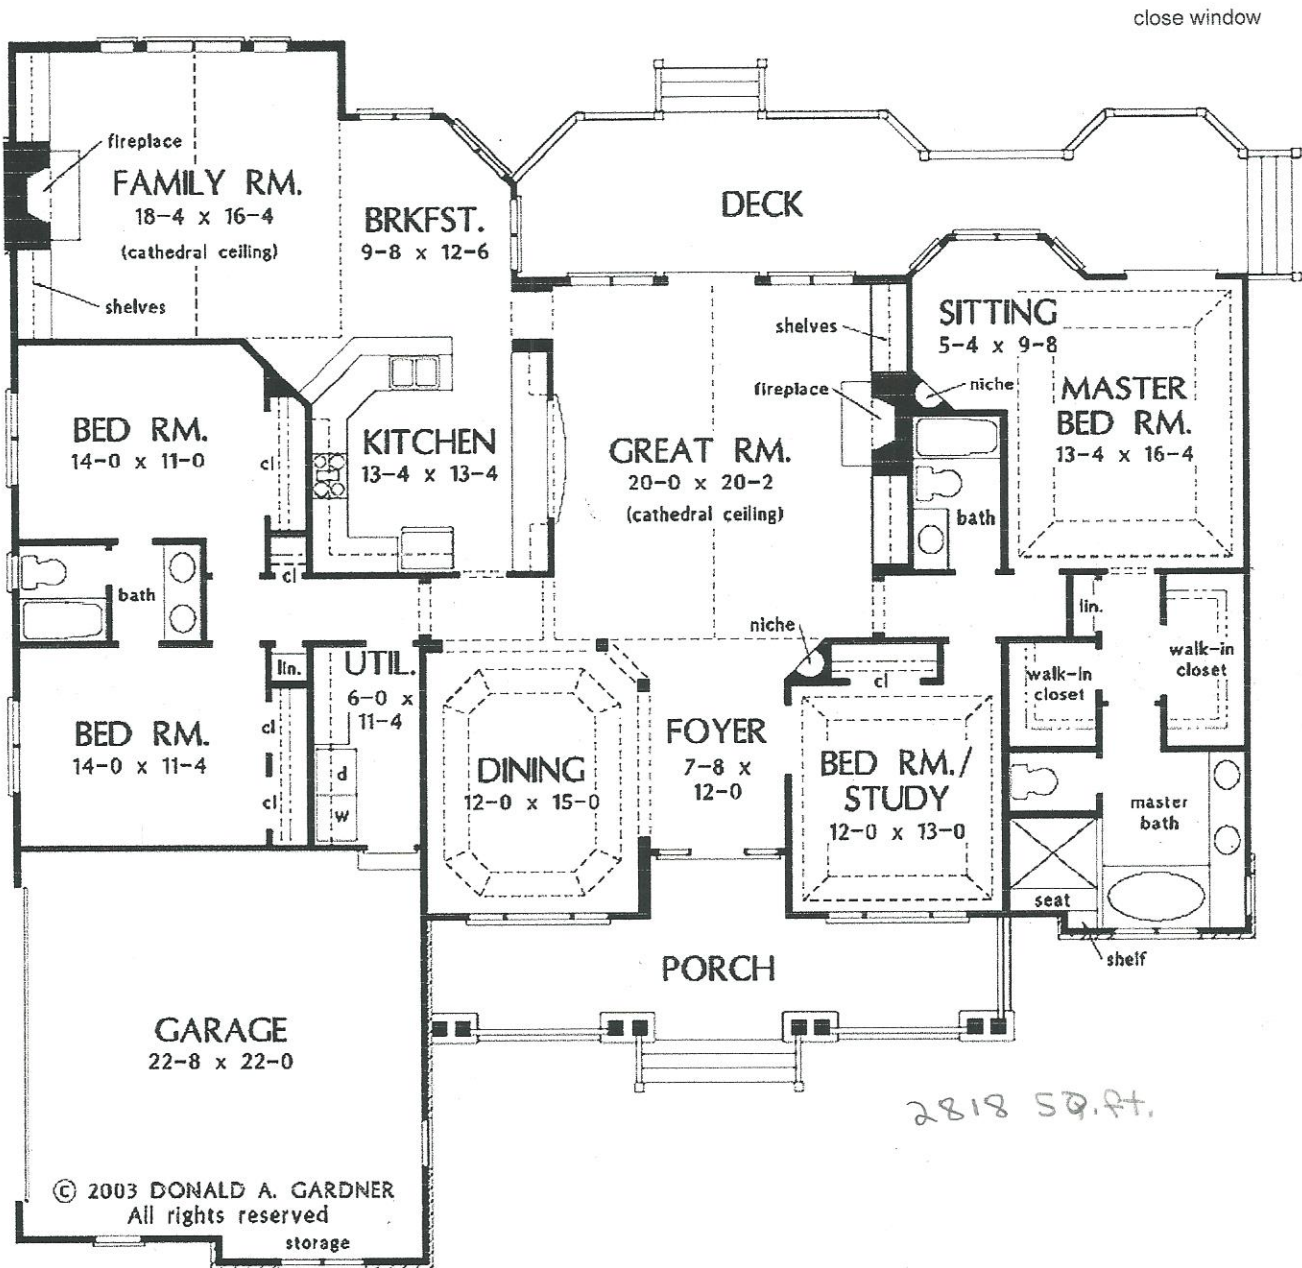 close window
fireplace
FAMILY RM.
18-4 x 16-4
(cathedral ceiling)
shelves
BRKFST.
9-8 x 12-6
DECK
SITTING
5-4 x 9-8
shelves
fireplace
niche
MASTER
BED RM.
13-4 x 16-4
BED RM.
14-0 x 11-0
cl
KITCHEN
13-4 x 13-4
GREAT RM.
20-0 x 20-2
(cathedral ceiling)
bath
cl
bath
lin.
walk-in
closet
walk-in
closet
niche
cl
lin.
UTIL.
6-0 x
11-4
BED RM.
14-0 x 11-4
cl
cl
d
w
DINING
12-0 x 15-0
FOYER
7-8 x
12-0
BED RM./
STUDY
12-0 x 13-0
master
bath
seat
shelf
PORCH
GARAGE
22-8 x 22-0
2818 SQ.ft.
© 2003 DONALD A. GARDNER
All rights reserved
storage